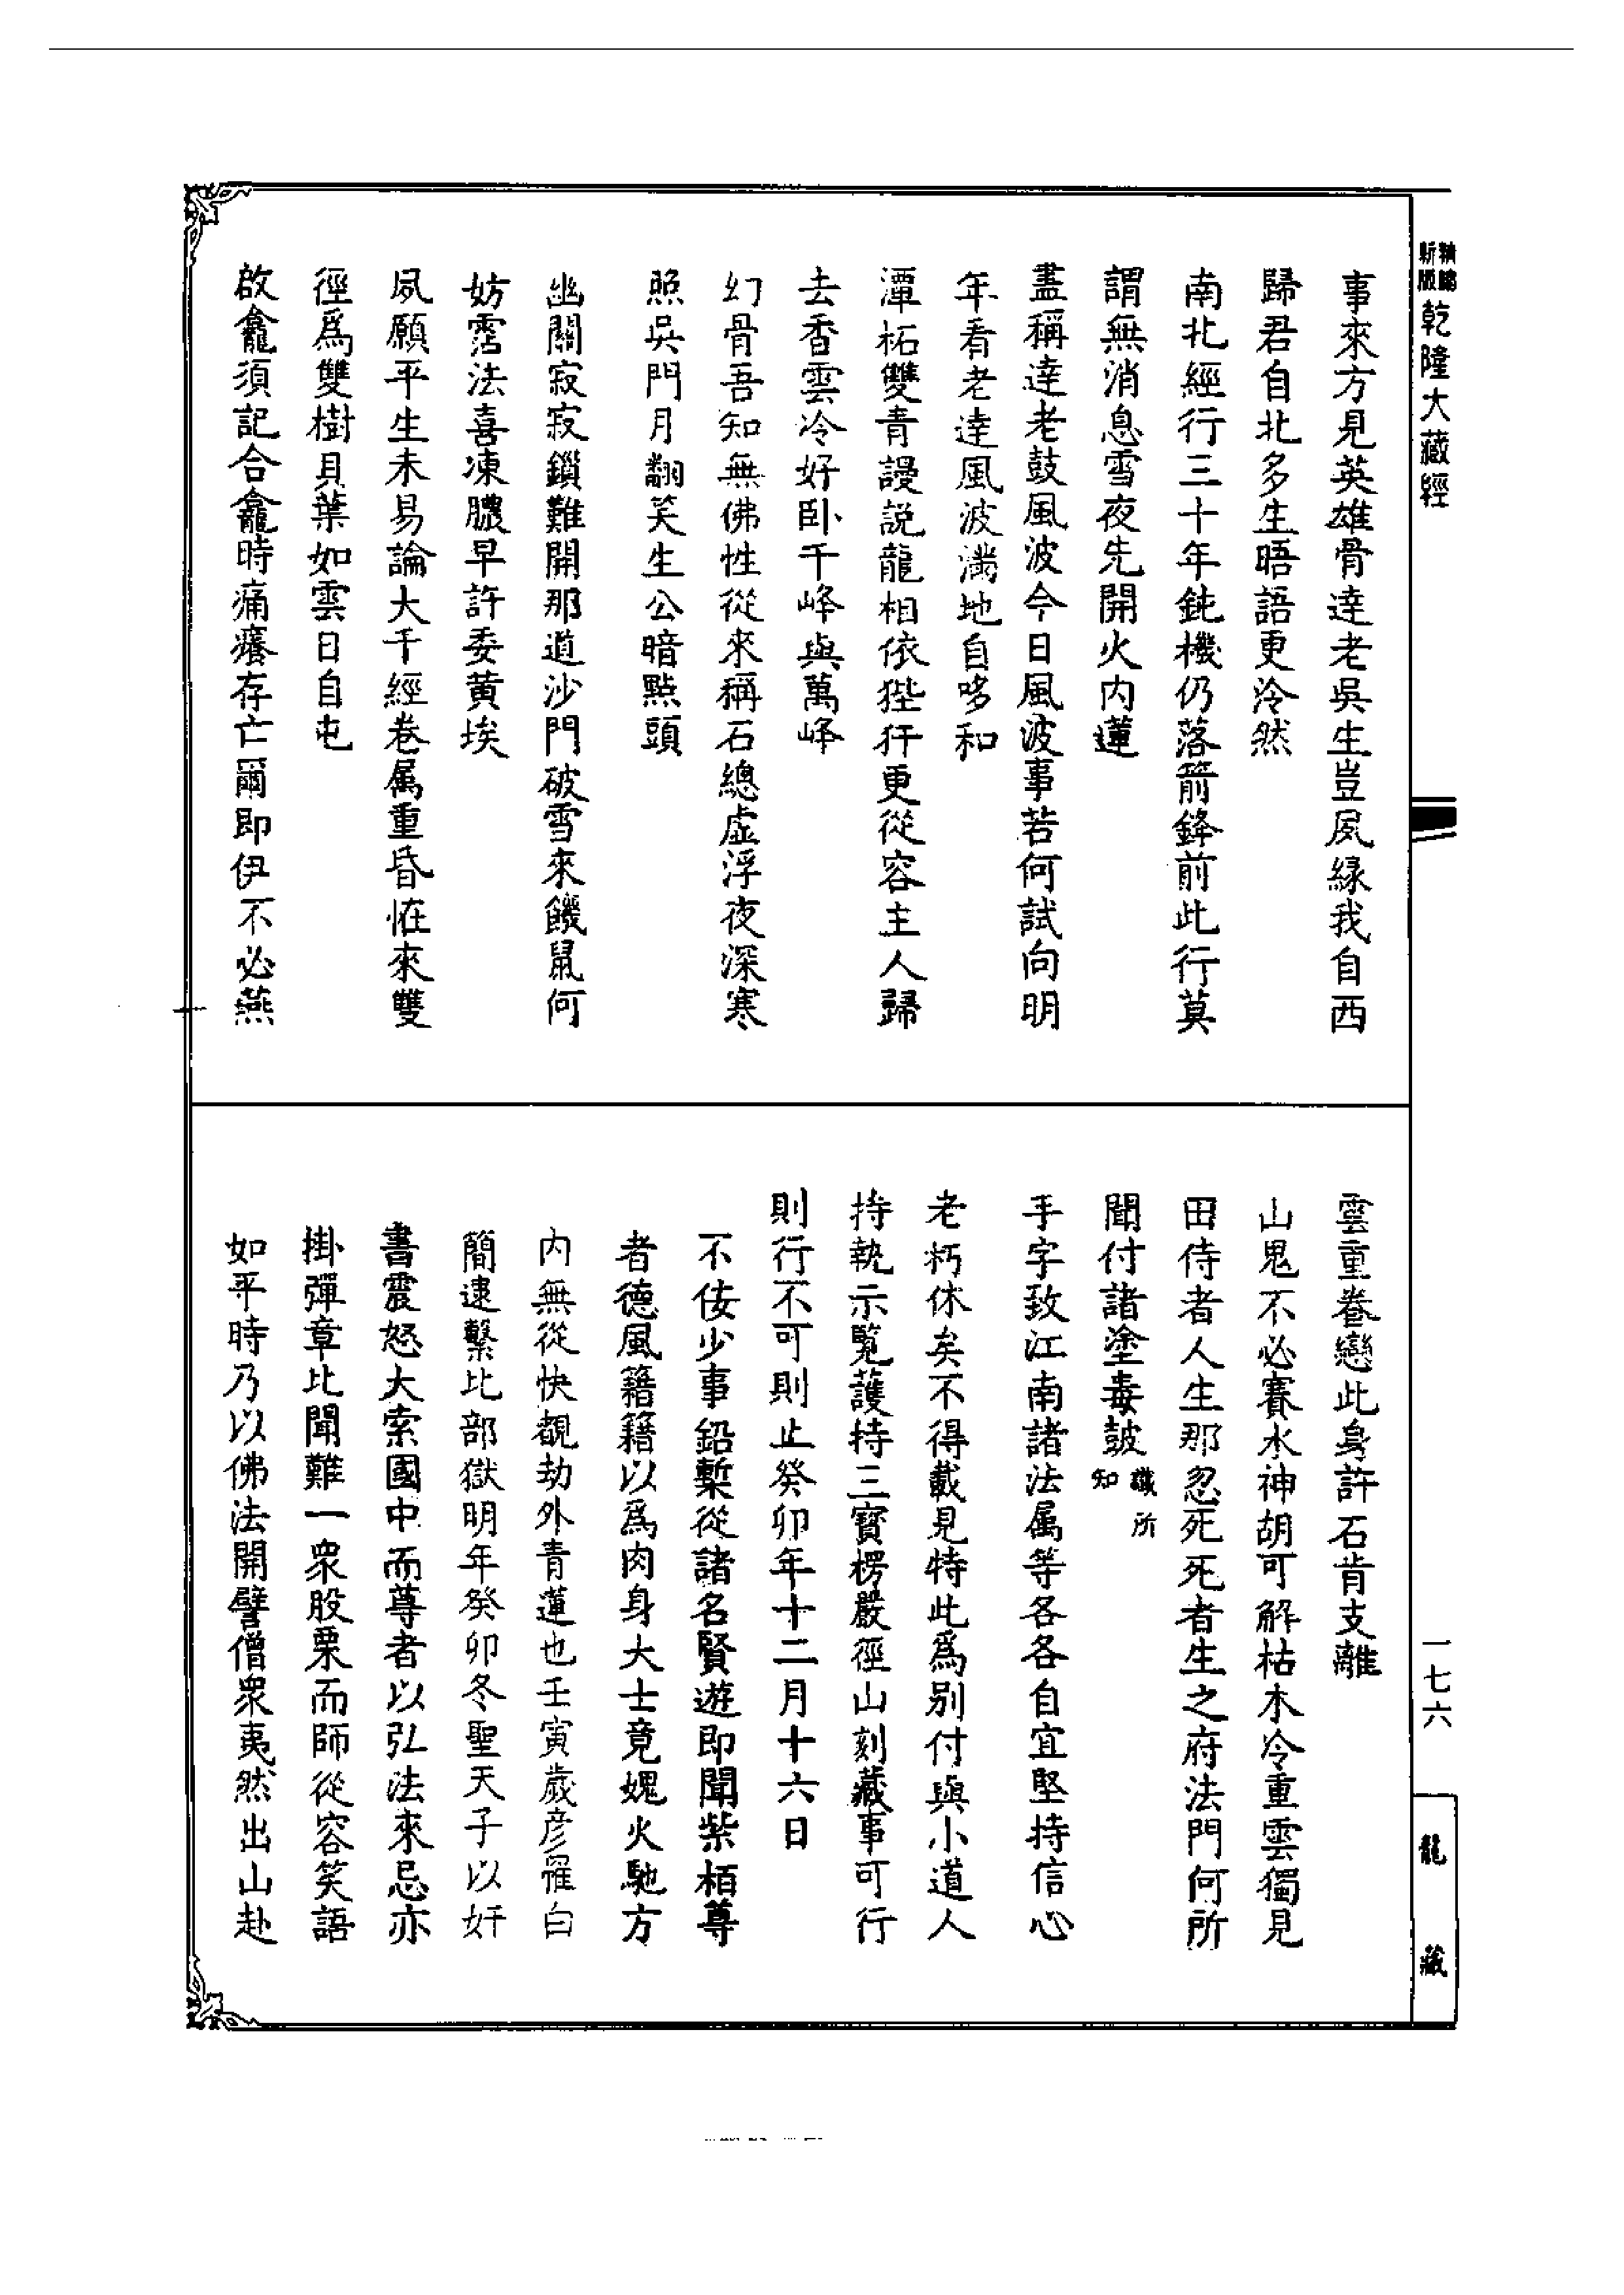 精縮
新版
乾隆大藏經
事來方見英雄骨達老吳生豈夙緣我自西
歸君自北多生晤語更泠然
南北經行三十年鈍機仍落箭鋒前此行莫
謂無消息雪夜先開火内蓮
盡稱達老鼓風波今日風波事若何試向明
年看老達風波滿地自哆和
潭柘雙青謾説龍相依狴犴更從容主人歸
去香雲冷好卧千峰與萬峰
幻骨吾知無佛性從來稱石總虛浮夜深寒
照吳門月翻笑生公暗點頭
幽關寂寂鎖難開那道沙門破雪來饑鼠何
妨霑法喜凍膿早許委黄埃
夙願平生未易論大千經卷属重昏恠來雙
徑爲雙樹貝葉如雲日自屯
啟龕須記合龕時痛癢存亡爾即伊不必燕
雲重眷戀此身許石肯支離
山鬼不必賽水神胡可解枯木冷重雲獨見
田侍者人生那忍死死者生之府法門何所
聞付諸塗毒皷
讖所
知
手字致江南諸法属等各各自宜堅持信心
老朽休矣不得載見特此爲别付與小道人
持執示覧護持三寳楞嚴徑山刻藏事可行
則行不可則止癸卯年十二月十六日
不佞少事鉛槧從諸名賢遊即聞紫栢尊
者德風籍籍以爲肉身大士竟媿火馳方
内無從快覩劫外青蓮也壬寅歲彥罹白
簡逮繫比部獄明年癸卯冬聖天子以奸
書震怒大索國中而尊者以弘法來忌亦
掛彈章比聞難一衆股栗而師從容笑語
如平時乃以佛法開譬僧衆夷然出山赴
一七六
龍藏